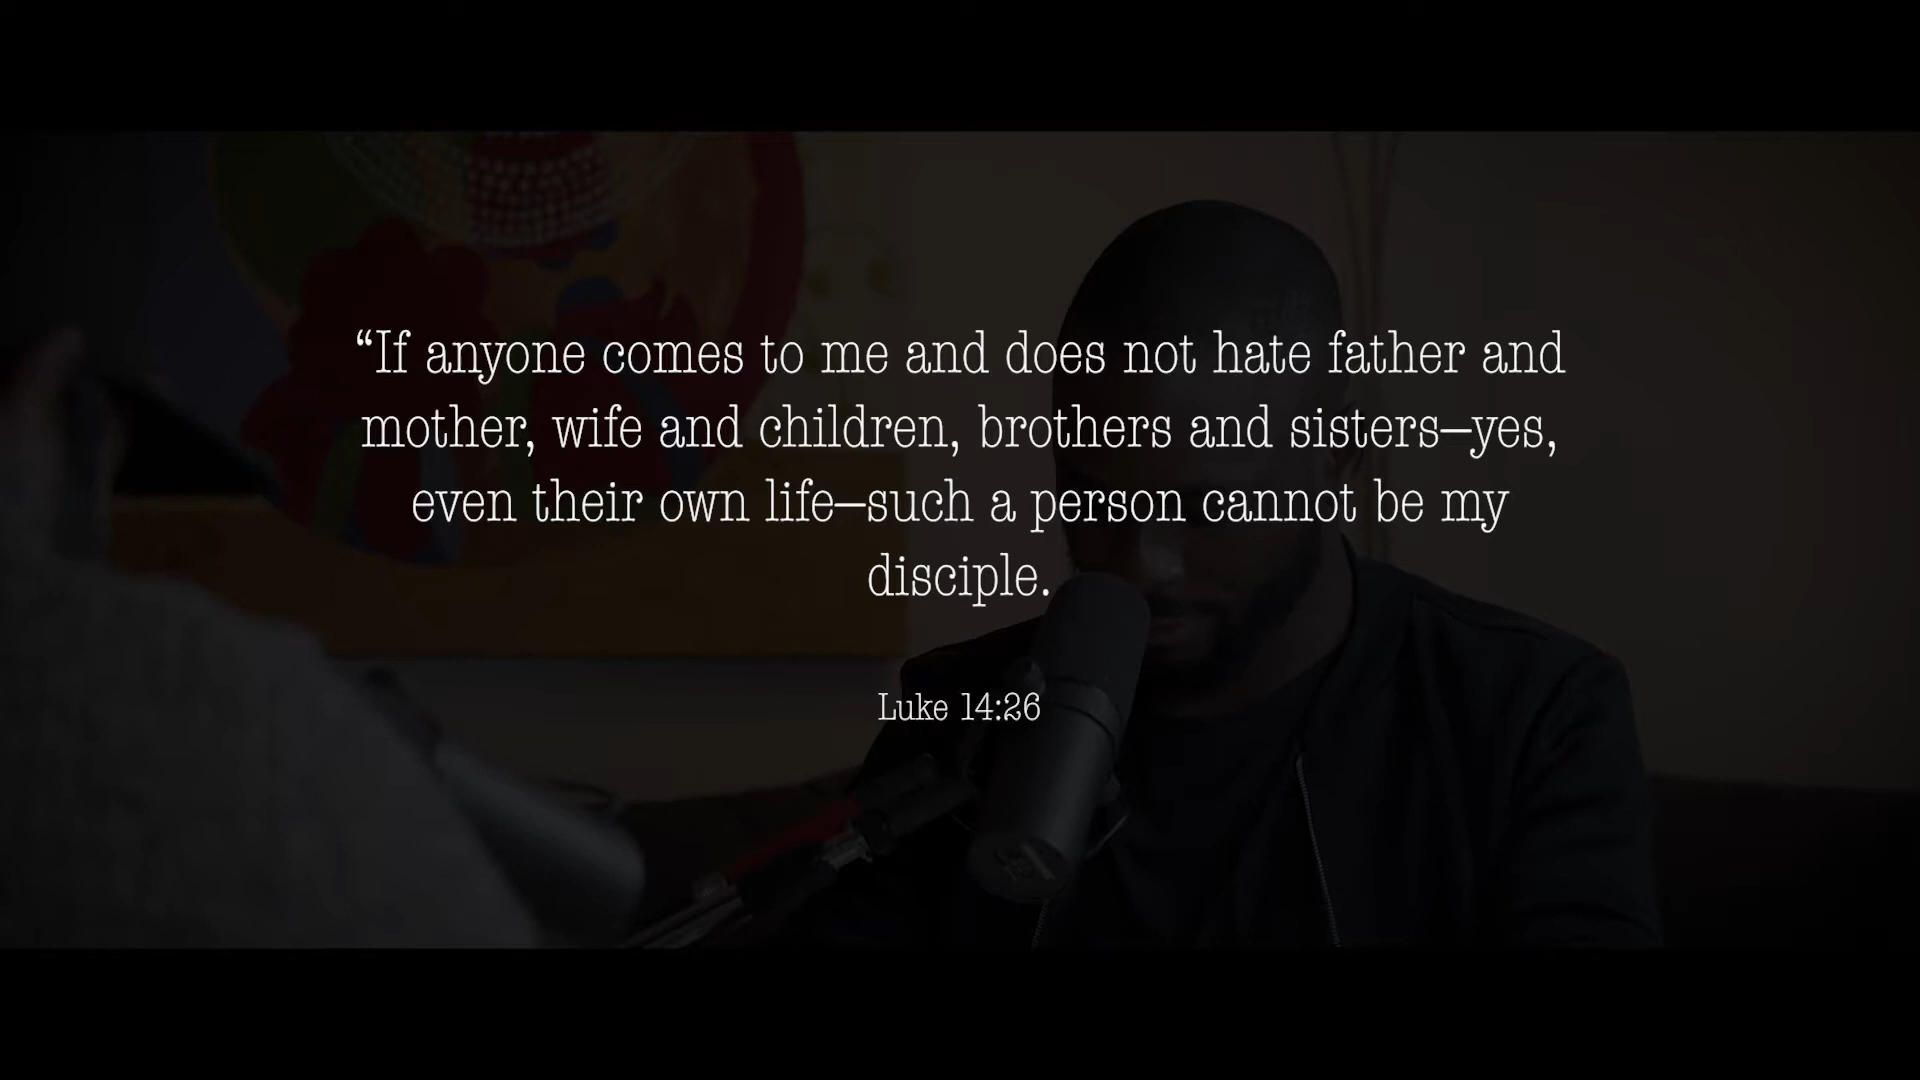 “If anyone comes to me and does not hate father and
mother, wife and children, brothers and sisters—yes,
even their own life—such a person cannot be my
disciple.
Luke 14:26